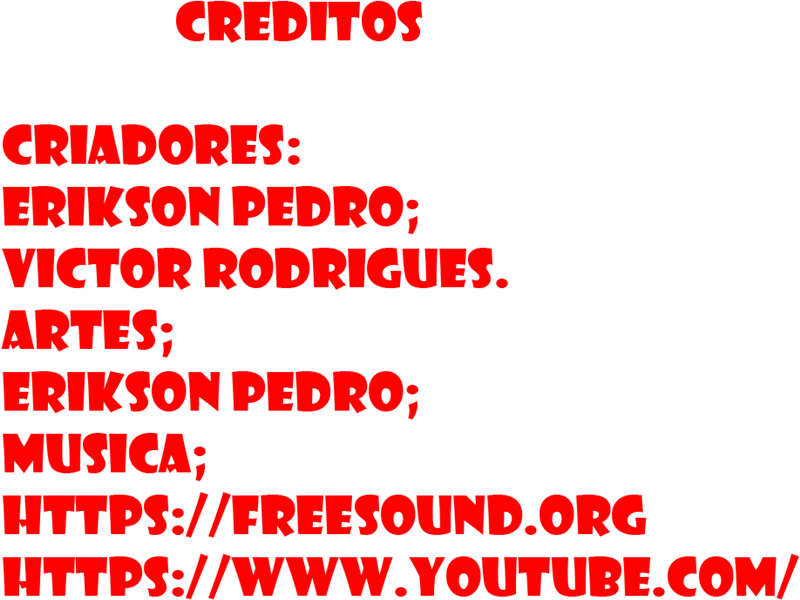 CREDITOS
CRIADORES:
ERIKSON PEDRO;
VICTOR RODRIGUES.
ARTES;
ERIKSON PEDRO;
MUSICA;
HTTPS://FREESOUND.ORG
HTTPS://WWW.YOUTUBE.COM/